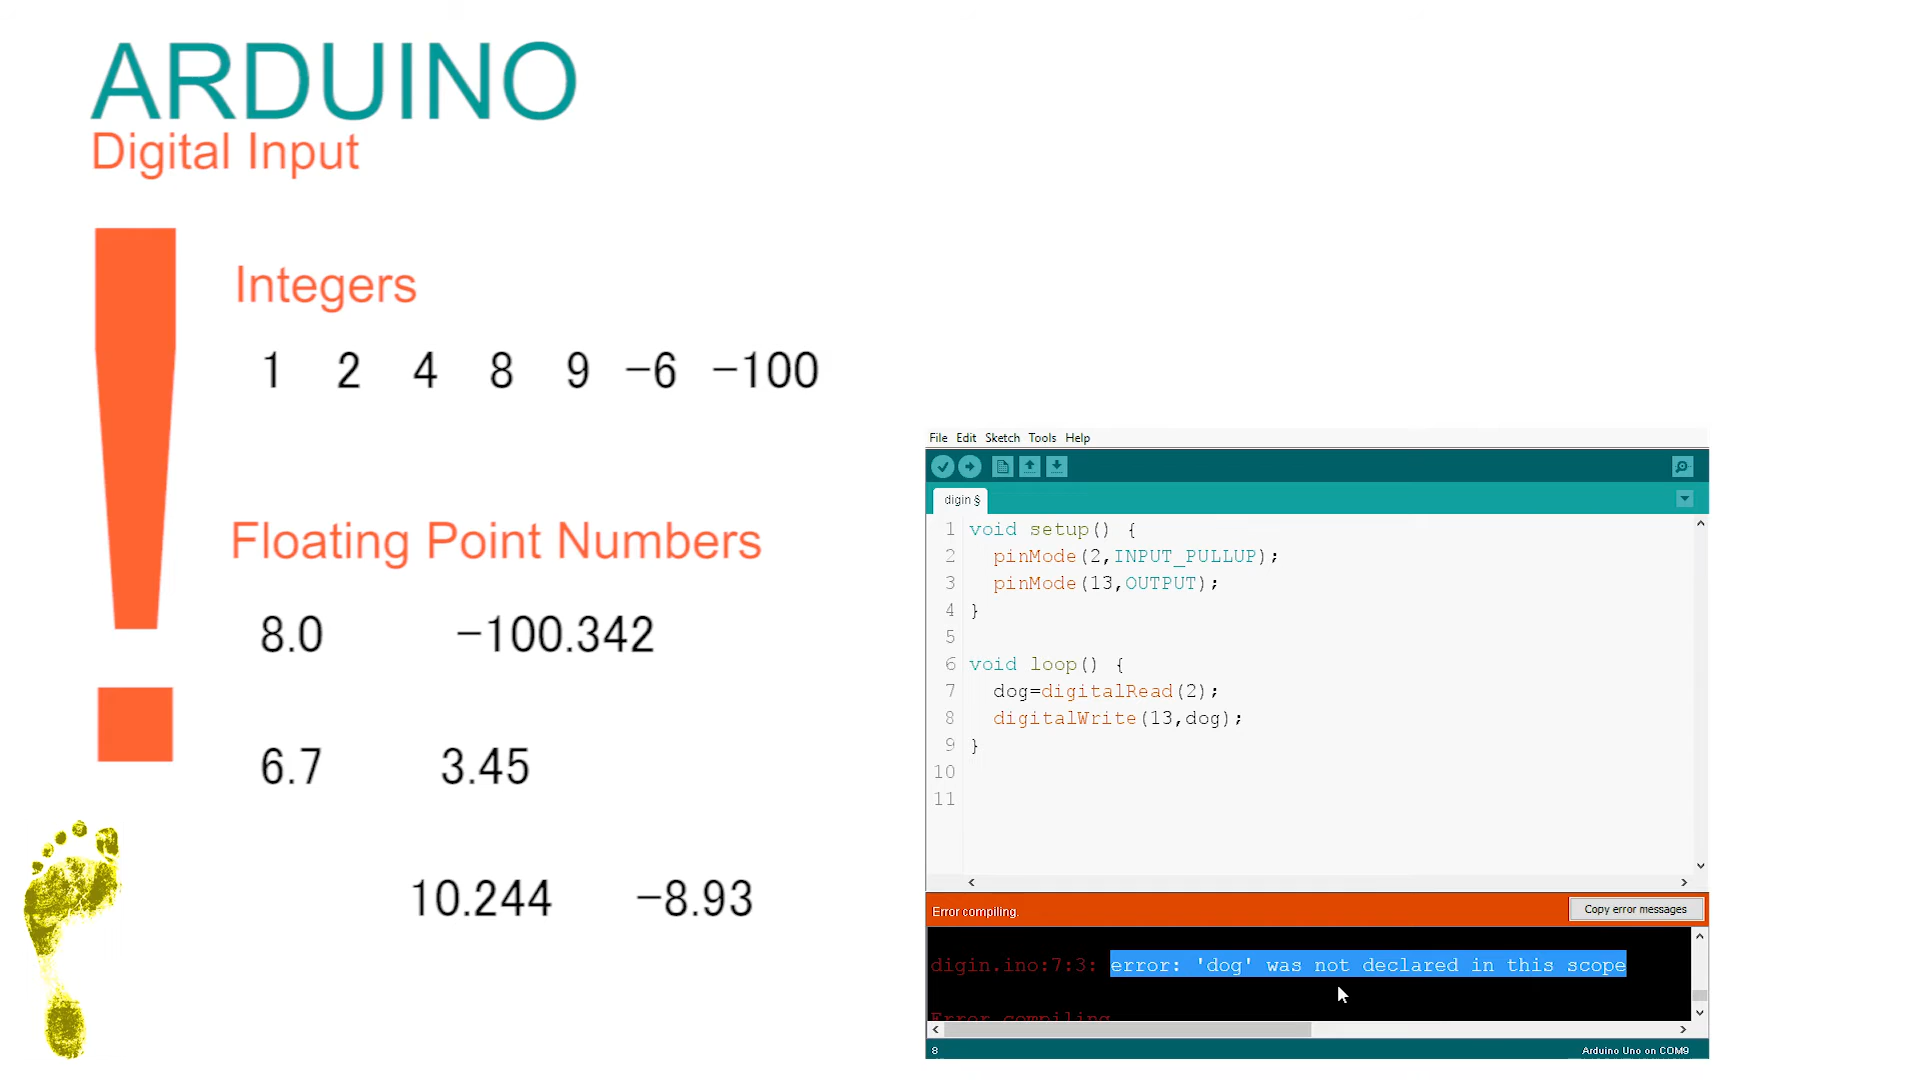 ARDUINO
Digital Input
Integers
1 2 4 8 9 -6 -100
Floating Point Numbers
8.0 -100.342
6.7 3.45
10.244 -8.93
File Edit Sketch Tools Help
digin §
1 void setup() {
2 pinMode(2,INPUT_PULLUP);
3 pinMode(13,OUTPUT);
4 }
5
6 void loop() {
7 dog=digitalRead(2);
8 digitalWrite(13,dog);
9 }
10
11
Error compiling.
Copy error messages
digin.ino:7:3: error: 'dog' was not declared in this scope
Error compiling
8
Arduino Uno on COM9